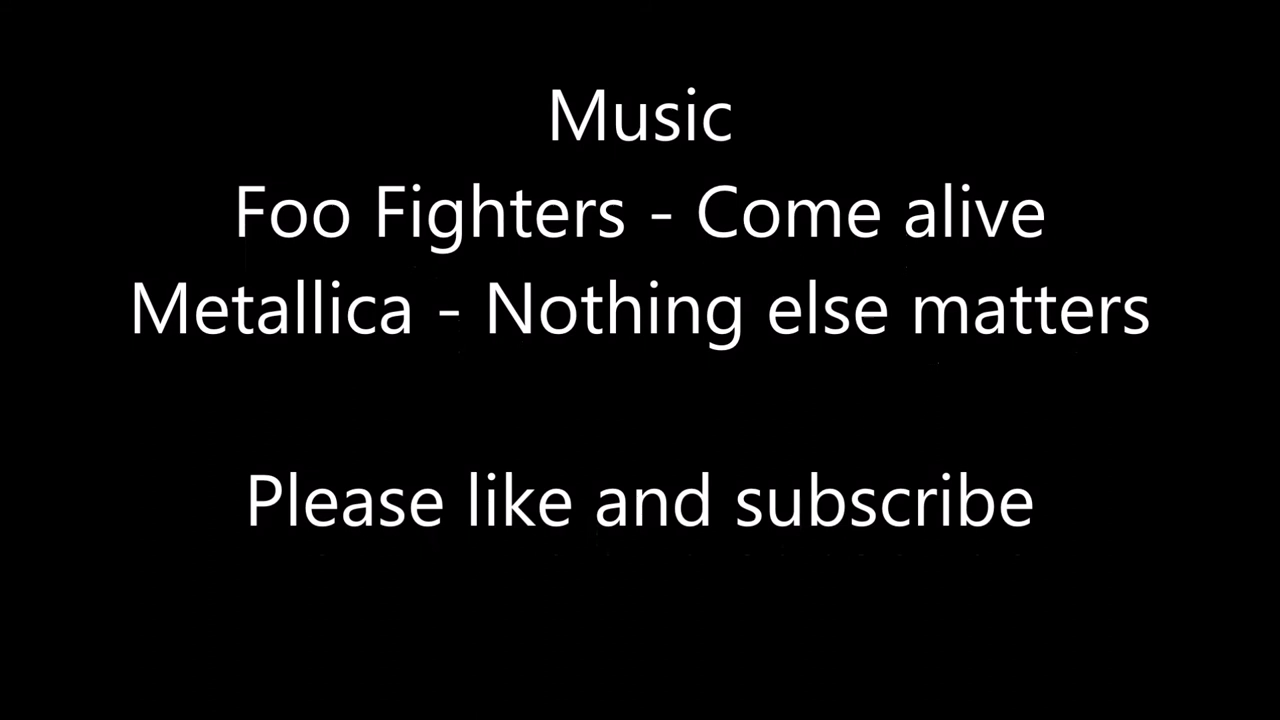 Music
Foo Fighters - Come alive
Metallica - Nothing else matters
Please like and subscribe